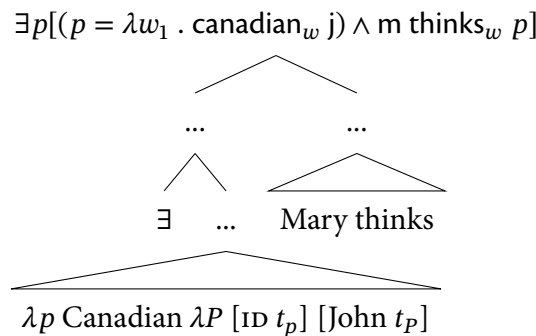 ∃p[(p = λw₁ . canadian_w j) ∧ m thinks_w p]
... ...
∃ ... Mary thinks
λp Canadian λP [ID t_p] [John t_P]